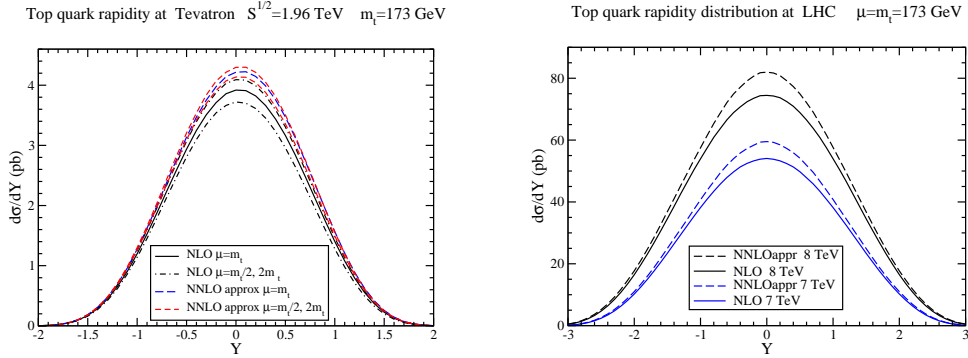 Top quark rapidity at Tevatron S^1/2=1.96 TeV m_t=173 GeV
4
3
2
1
0
dσ/dY (pb)
NLO μ=m_t
NLO μ=m_t/2, 2m_t
NNLO approx μ=m_t
NNLO approx μ=m_t/2, 2m_t
-2
-1.5
-1
-0.5
0
0.5
1
1.5
2
Y
Top quark rapidity distribution at LHC μ=m_t=173 GeV
80
60
40
20
0
dσ/dY (pb)
NNLOappr 8 TeV
NLO 8 TeV
NNLOappr 7 TeV
NLO 7 TeV
-3
-2
-1
0
1
2
3
Y